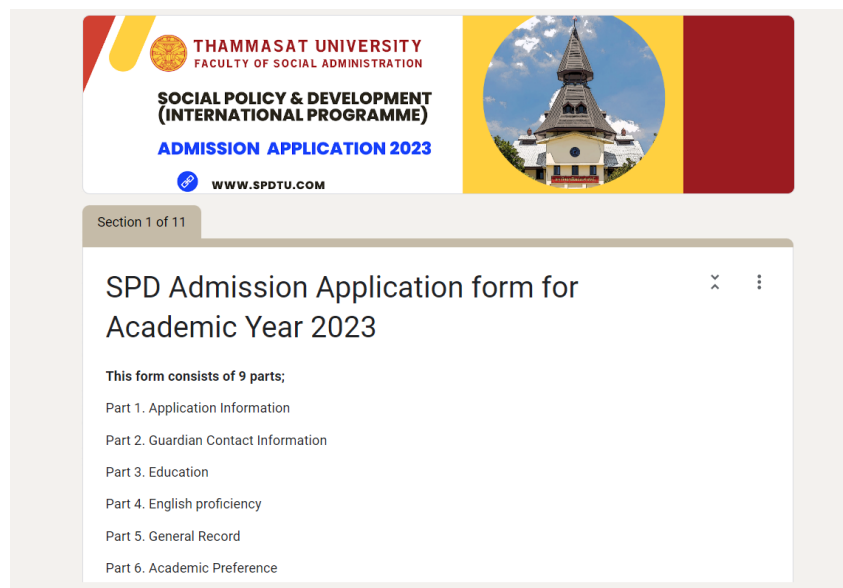 THAMMASAT UNIVERSITY
FACULTY OF SOCIAL ADMINISTRATION
SOCIAL POLICY & DEVELOPMENT
(INTERNATIONAL PROGRAMME)
ADMISSION APPLICATION 2023
WWW.SPDTU.COM
Section 1 of 11
SPD Admission Application form for
Academic Year 2023
This form consists of 9 parts;
Part 1. Application Information
Part 2. Guardian Contact Information
Part 3. Education
Part 4. English proficiency
Part 5. General Record
Part 6. Academic Preference